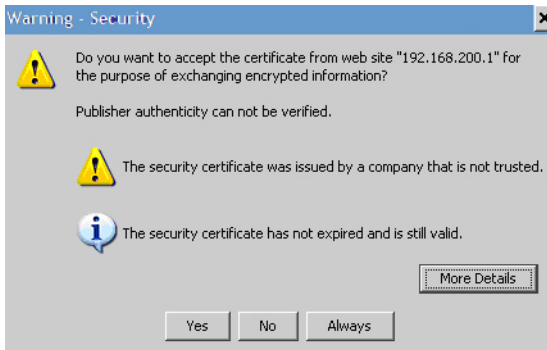 Warning - Security
Do you want to accept the certificate from web site "192.168.200.1" for
the purpose of exchanging encrypted information?
Publisher authenticity can not be verified.
The security certificate was issued by a company that is not trusted.
The security certificate has not expired and is still valid.
More Details
Yes No Always